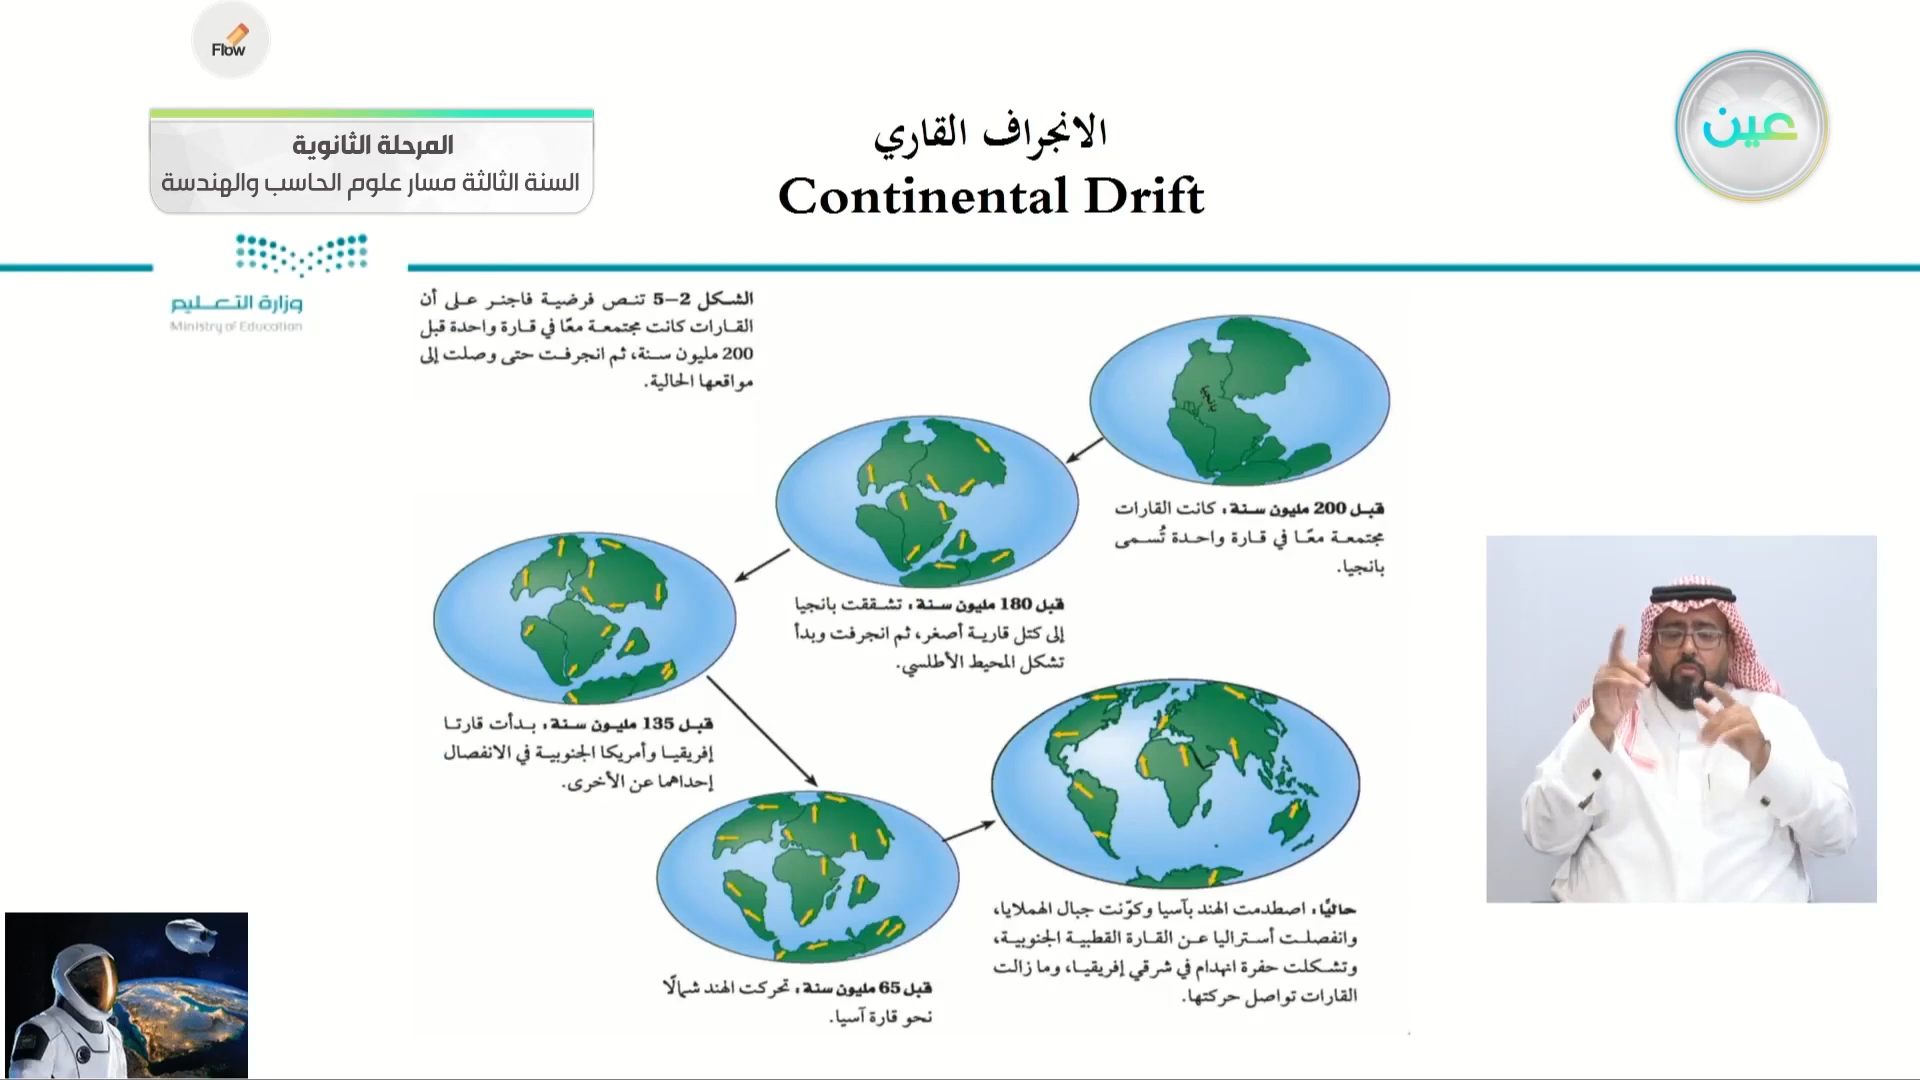 Flow
المرحلة الثانوية
السنة الثالثة مسار علوم الحاسب والهندسة
الانجراف القاري
Continental Drift
عين
وزارة التعليم
Ministry of Education
الشكل 2–5 تنص فرضية فاجنر على أن
القارات كانت مجتمعة معًا في قارة واحدة قبل
200 مليون سنة، ثم انجرفت حتى وصلت إلى
مواقعها الحالية.
بانجيا
قبل 200 مليون سنة، كانت القارات
مجتمعة معًا في قارة واحدة تُسمى
بانجيا.
قبل 180 مليون سنة، تشققت بانجيا
إلى كتل قارية أصغر، ثم انجرفت وبدأ
تشكل المحيط الأطلسي.
قبل 135 مليون سنة، بدأت قارتا
إفريقيا وأمريكا الجنوبية في الانفصال
إحداهما عن الأخرى.
قبل 65 مليون سنة، تحركت الهند شمالًا
نحو قارة آسيا.
حاليًا، اصطدمت الهند بآسيا وكوّنت جبال الهملايا،
وانفصلت أستراليا عن القارة القطبية الجنوبية،
وتشكلت حفرة انهدام في شرقي إفريقيا، وما زالت
القارات تواصل حركتها.